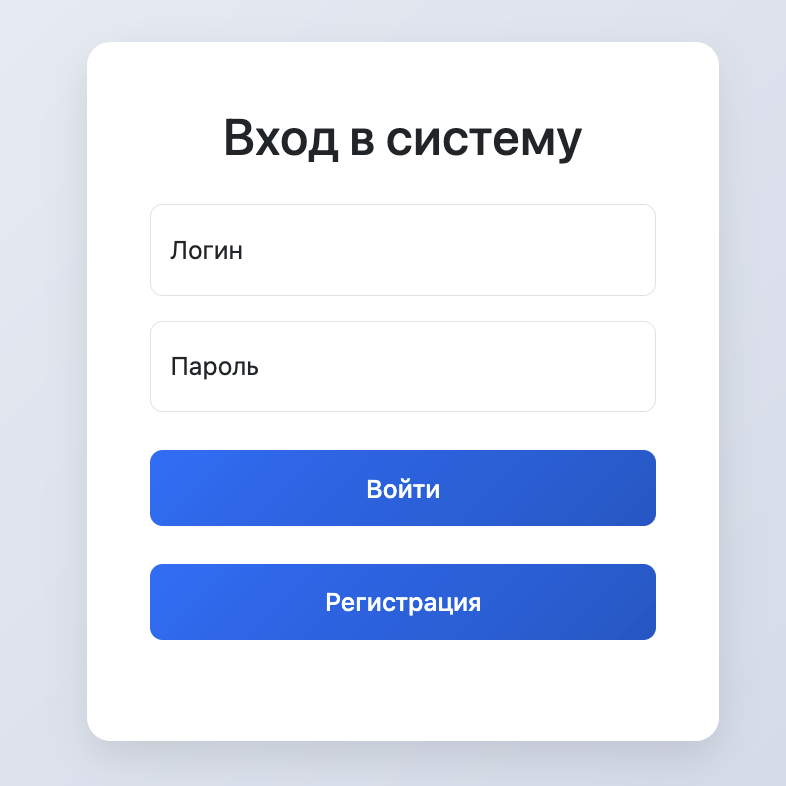 Вход в систему
Логин
Пароль
Войти
Регистрация